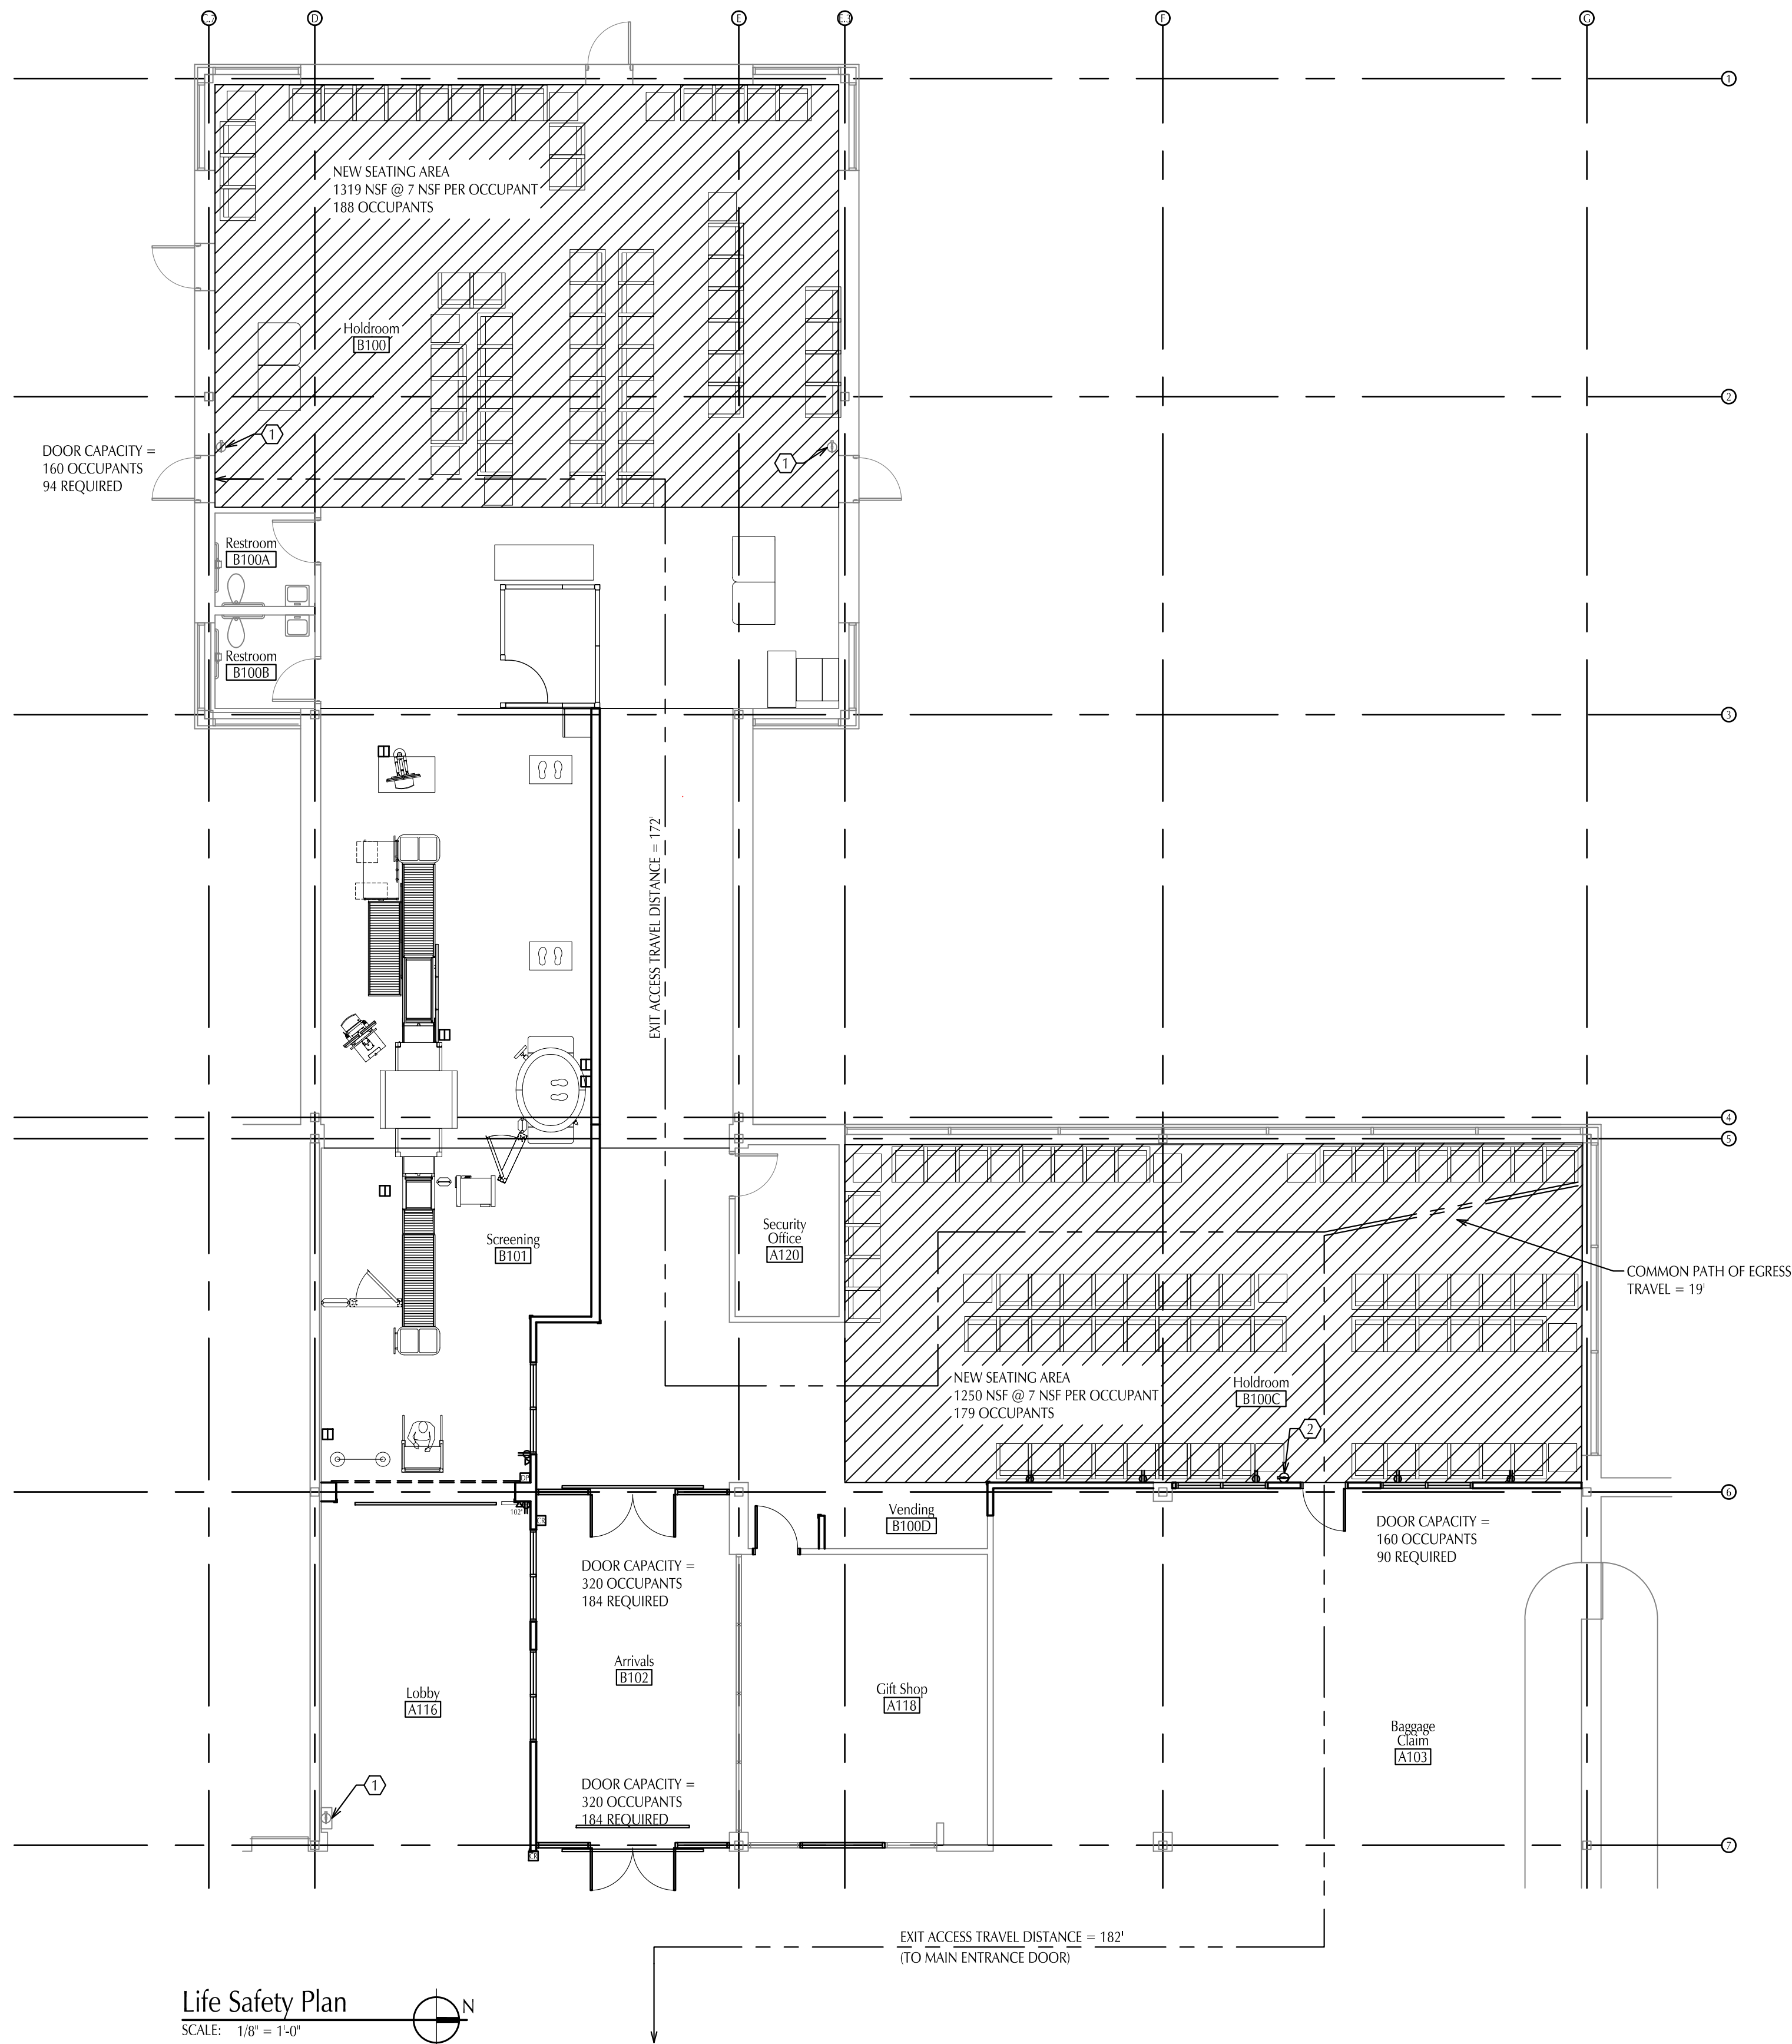 C.7
D
E
E.3
F
G
1
NEW SEATING AREA
1319 NSF @ 7 NSF PER OCCUPANT
188 OCCUPANTS
Holdroom
B100
2
1
1
DOOR CAPACITY =
160 OCCUPANTS
94 REQUIRED
Restroom
B100A
Restroom
B100B
3
EXIT ACCESS TRAVEL DISTANCE = 172'
4
5
Security
Office
A120
Screening
B101
COMMON PATH OF EGRESS
TRAVEL = 19'
NEW SEATING AREA
1250 NSF @ 7 NSF PER OCCUPANT
179 OCCUPANTS
Holdroom
B100C
2
6
102"
CR
Vending
B100D
DOOR CAPACITY =
160 OCCUPANTS
90 REQUIRED
DOOR CAPACITY =
320 OCCUPANTS
184 REQUIRED
Arrivals
B102
Lobby
A116
Gift Shop
A118
Baggage
Claim
A103
1
DOOR CAPACITY =
320 OCCUPANTS
184 REQUIRED
7
CR
EXIT ACCESS TRAVEL DISTANCE = 182'
(TO MAIN ENTRANCE DOOR)
Life Safety Plan
N
SCALE: 1/8" = 1'-0"